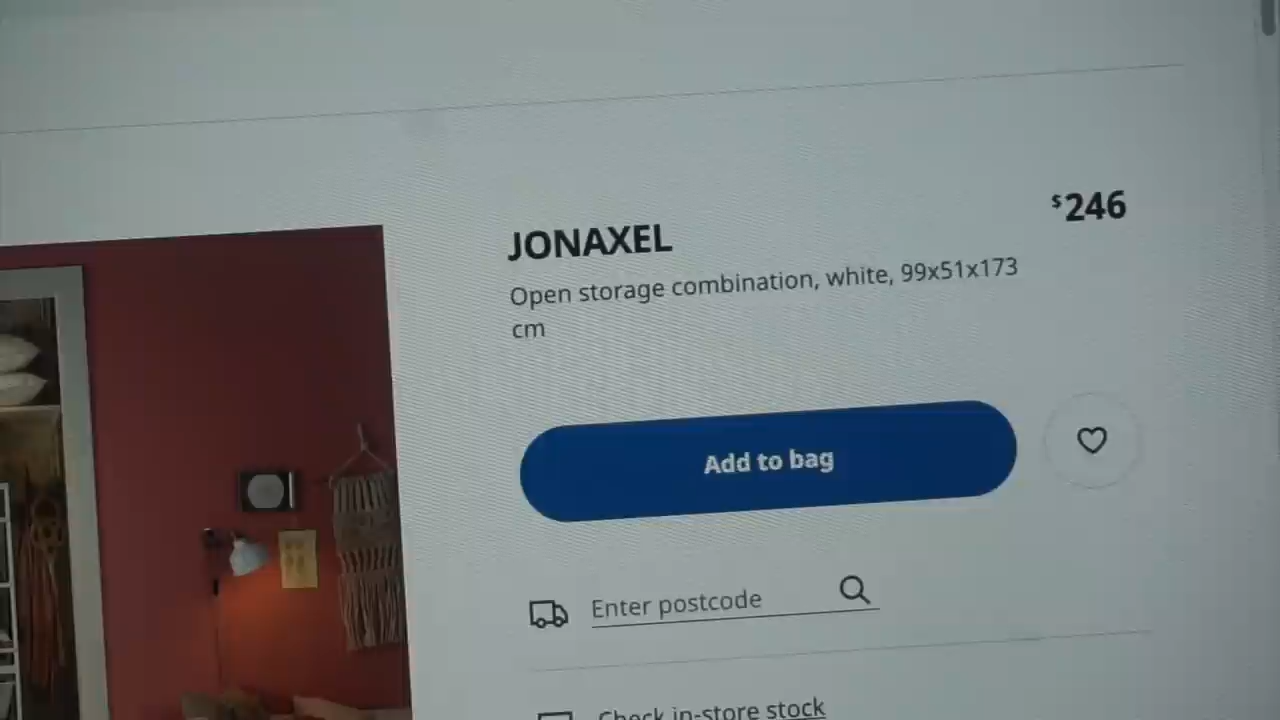 JONAXEL
$246
Open storage combination, white, 99x51x173
cm
Add to bag
Enter postcode
Check in-store stock